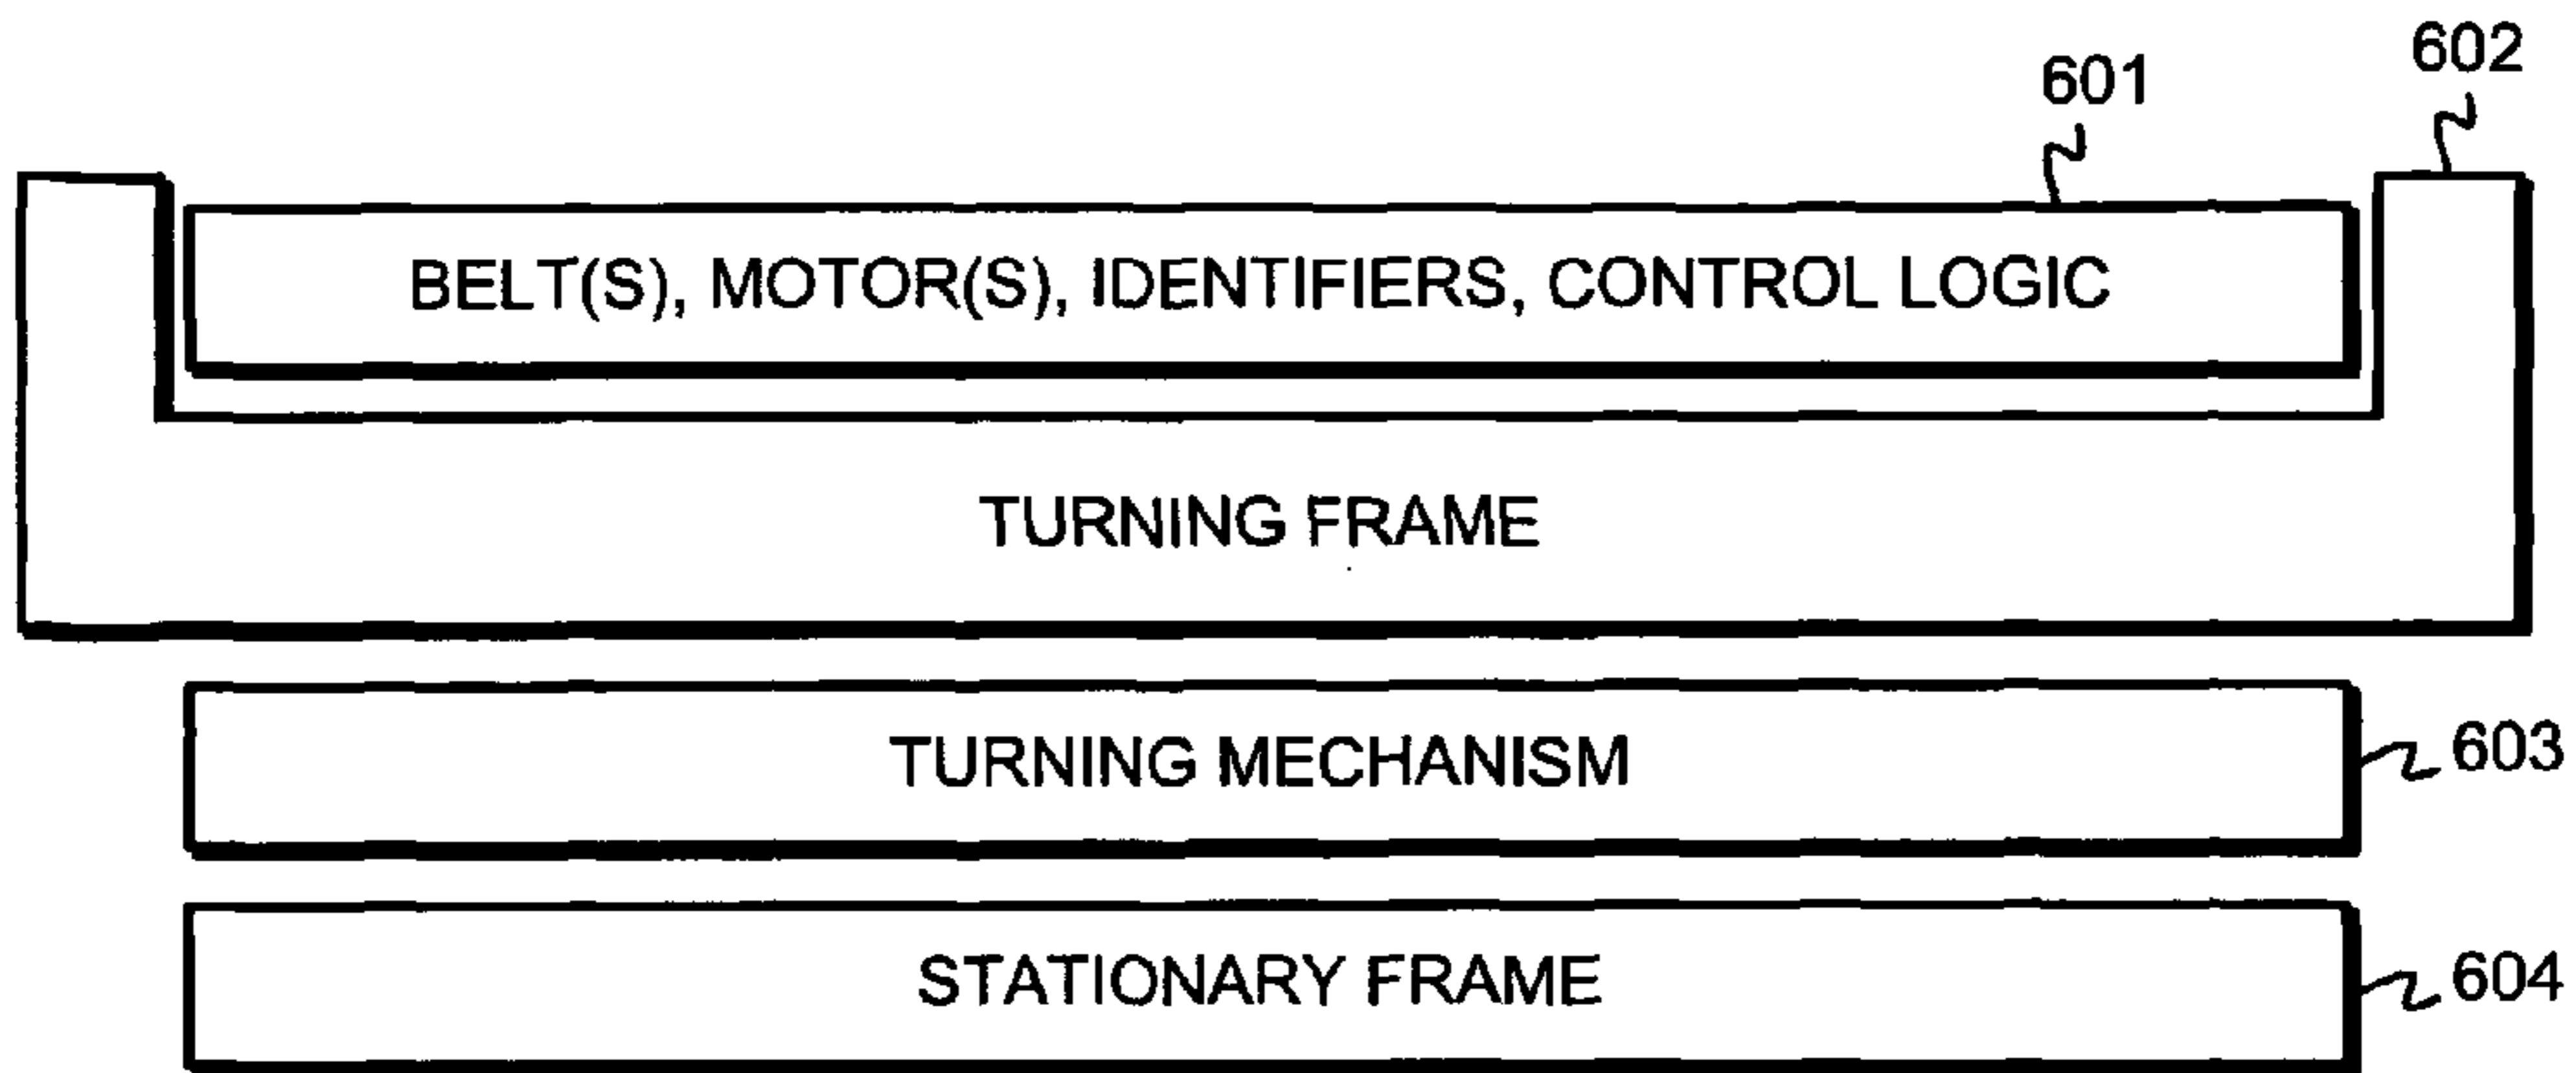 602
601
BELT(S), MOTOR(S), IDENTIFIERS, CONTROL LOGIC
TURNING FRAME
TURNING MECHANISM
603
STATIONARY FRAME
604